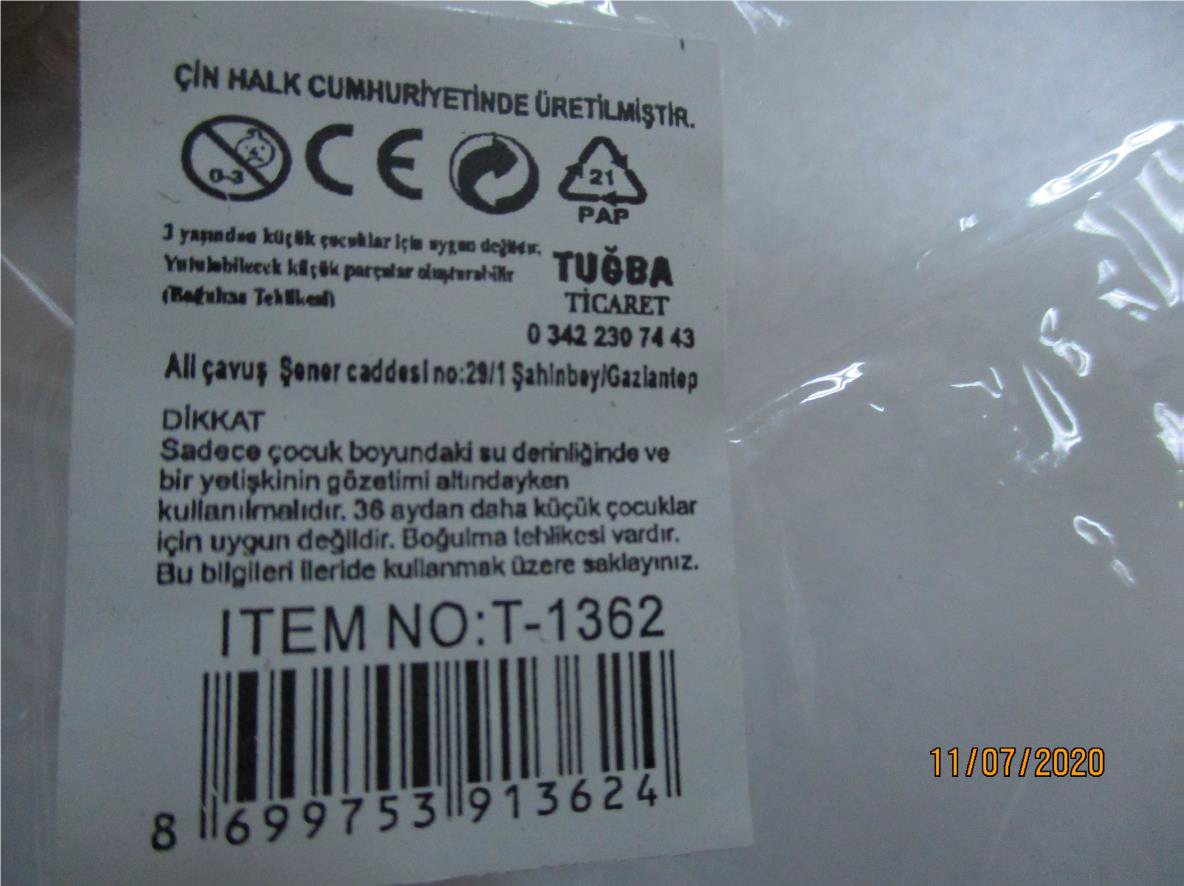 ÇİN HALK CUMHURİYETİNDE ÜRETİLMİŞTİR.
0-3
CE
21
PAP
3 yaşından küçük çocuklar için uygun değildir.
Yutulabilecek küçük parçalar oluşturabilir
(Boğulma Tehlikesi)
TUĞBA
TİCARET
0 342 230 74 43
Ali çavuş Şener caddesi no:29/1 Şahinbey/Gaziantep
DİKKAT
Sadece çocuk boyundaki su derinliğinde ve
bir yetişkinin gözetimi altındayken
kullanılmalıdır. 36 aydan daha küçük çocuklar
için uygun değildir. Boğulma tehlikesi vardır.
Bu bilgileri ileride kullanmak üzere saklayınız.
ITEM NO:T-1362
8 699753 913624
11/07/2020